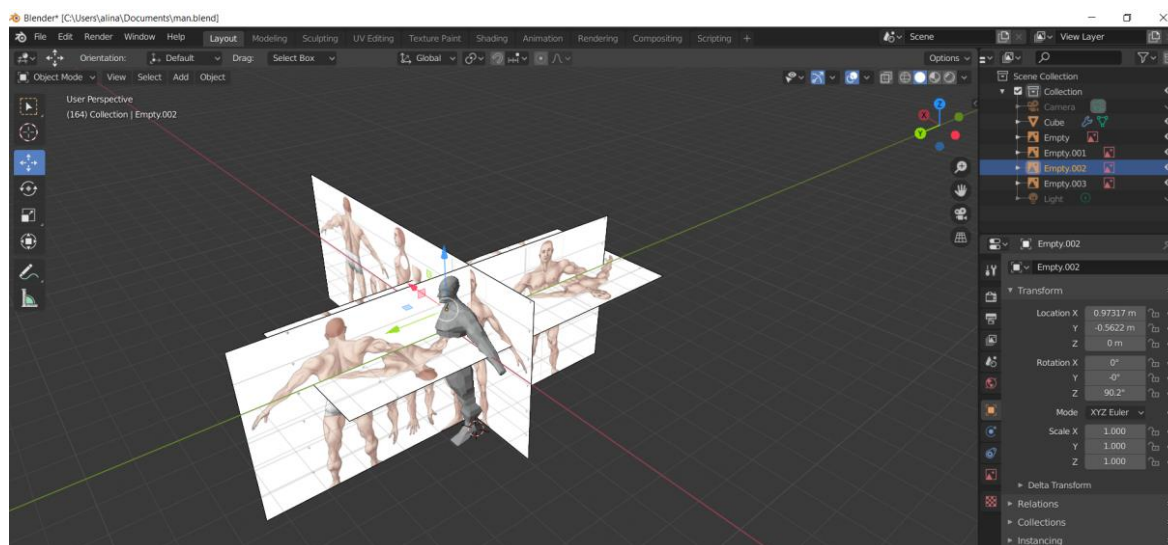 Blender* [C:\Users\alina\Documents\man.blend]
File Edit Render Window Help Layout Modeling Sculpting UV Editing Texture Paint Shading Animation Rendering Compositing Scripting + Scene View Layer
Orientation: Default Drag: Select Box Global Options
Object Mode View Select Add Object
User Perspective
(164) Collection | Empty.002
X
Y
Z
Scene Collection
Collection
Camera
Cube
Empty
Empty.001
Empty.002
Empty.003
Light
Empty.002
Empty.002
Transform
Location X 0.97317 m
Y -0.5622 m
Z 0 m
Rotation X 0°
Y -0°
Z 90.2°
Mode XYZ Euler
Scale X 1.000
Y 1.000
Z 1.000
Delta Transform
Relations
Collections
Instancing